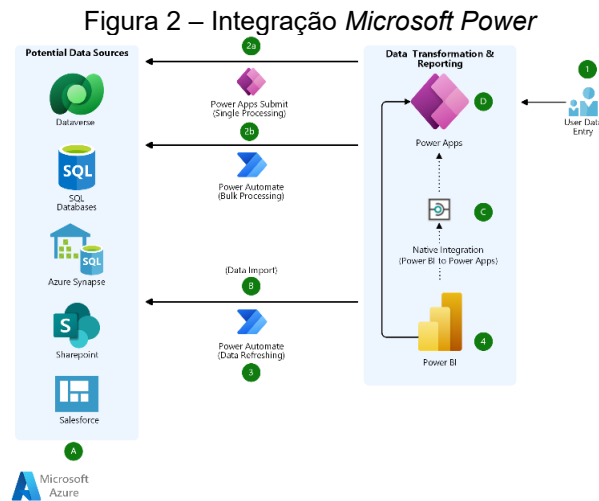 Figura 2 – Integração Microsoft Power
Potential Data Sources
Dataverse
SQL
SQL
Databases
SQL
Azure Synapse
S
Sharepoint
Salesforce
A
Microsoft
Azure
2a
Power Apps Submit
(Single Processing)
2b
Power Automate
(Bulk Processing)
(Data Import)
B
Power Automate
(Data Refreshing)
3
Data Transformation &
Reporting
D
Power Apps
C
Native Integration
(Power BI to Power Apps)
4
Power BI
1
User Data
Entry